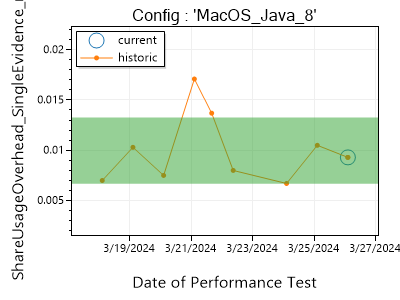 Config : 'MacOS_Java_8'
ShareUsageOverhead_SingleEvidence_
current
historic
0.02
0.015
0.01
0.005
3/19/2024
3/21/2024
3/23/2024
3/25/2024
3/27/2024
Date of Performance Test